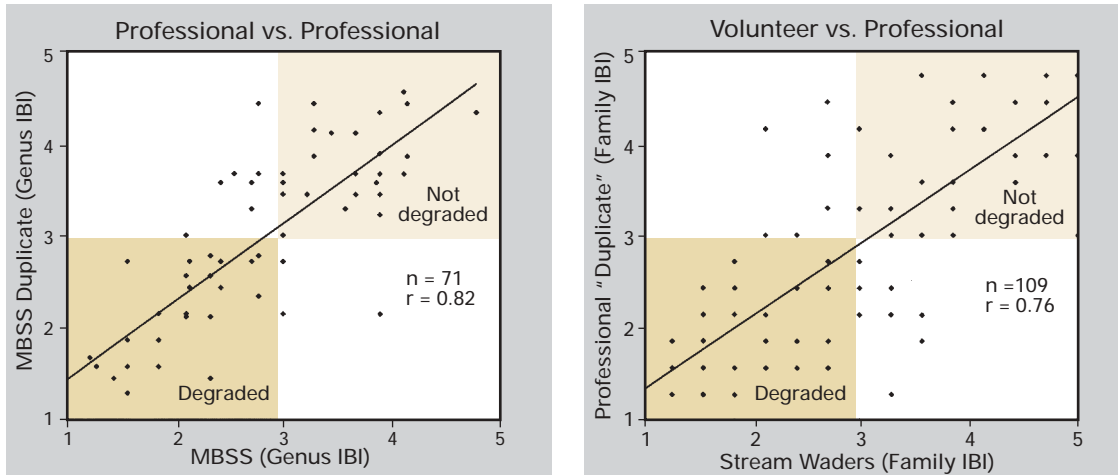 Professional vs. Professional
5
4
3
2
1
MBSS Duplicate (Genus IBI)
Not
degraded
n = 71
r = 0.82
Degraded
1
2
3
4
5
MBSS (Genus IBI)
Volunteer vs. Professional
5
4
3
2
1
Professional “Duplicate” (Family IBI)
Not
degraded
n =109
r = 0.76
Degraded
1
2
3
4
5
Stream Waders (Family IBI)